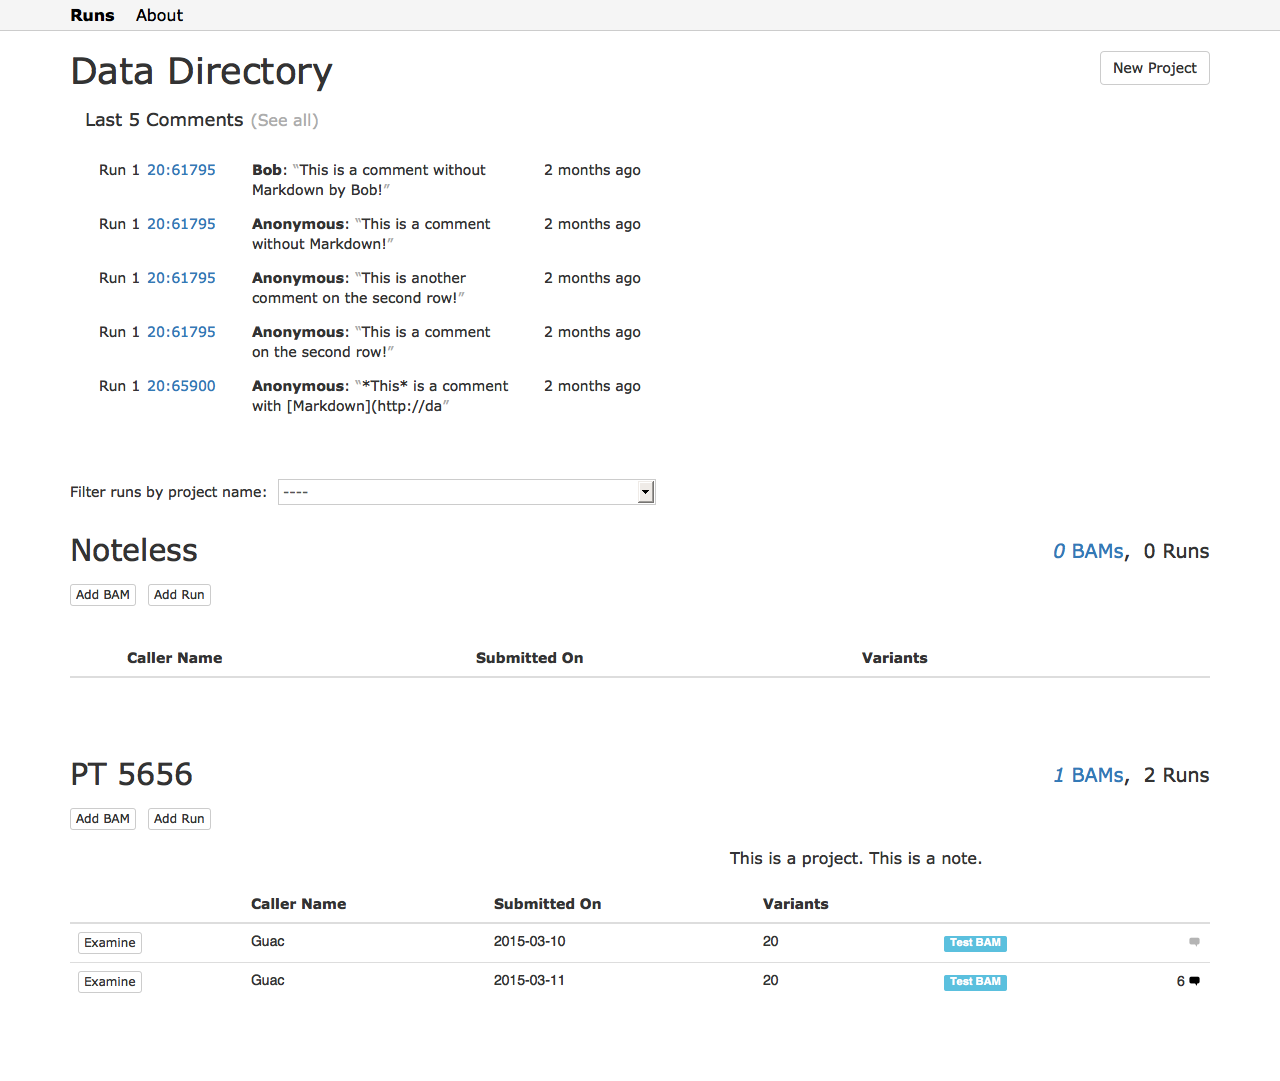 Runs About
Data Directory New Project
Last 5 Comments (See all)
Run 1 20:61795 Bob: “This is a comment without 2 months ago
Markdown by Bob!”
Run 1 20:61795 Anonymous: “This is a comment 2 months ago
without Markdown!”
Run 1 20:61795 Anonymous: “This is another 2 months ago
comment on the second row!”
Run 1 20:61795 Anonymous: “This is a comment 2 months ago
on the second row!”
Run 1 20:65900 Anonymous: “*This* is a comment 2 months ago
with [Markdown](http://da”
Filter runs by project name: ----
Noteless 0 BAMs, 0 Runs
Add BAM Add Run
Caller Name Submitted On Variants
PT 5656 1 BAMs, 2 Runs
Add BAM Add Run
This is a project. This is a note.
Caller Name Submitted On Variants
Examine Guac 2015-03-10 20 Test BAM
Examine Guac 2015-03-11 20 Test BAM 6